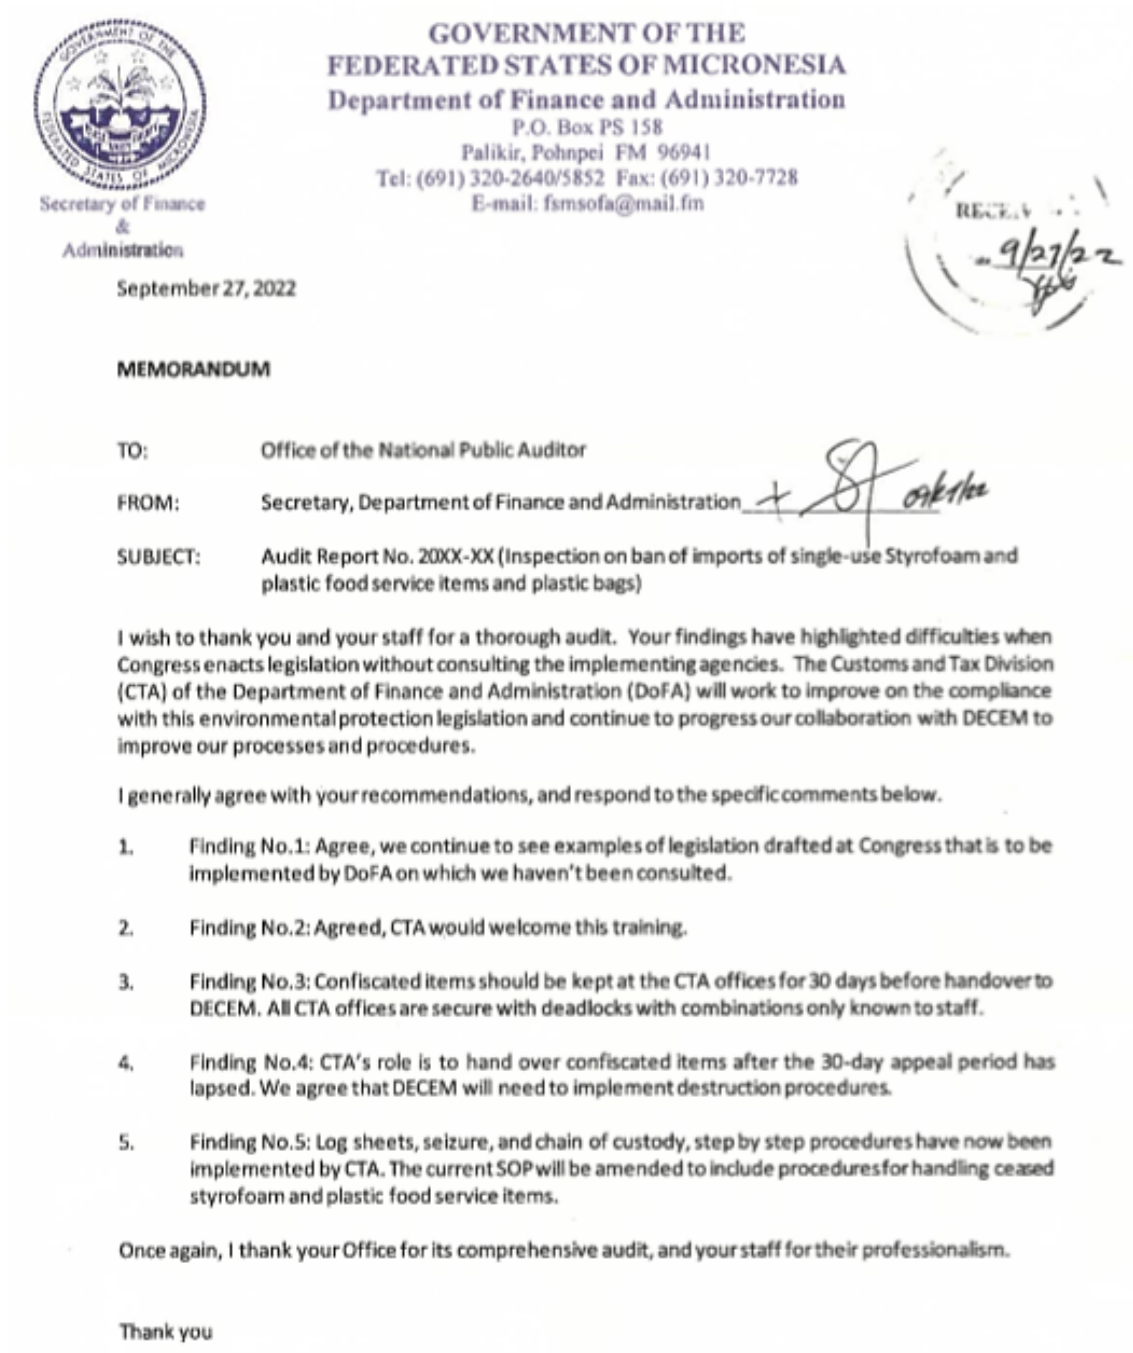 GOVERNMENT OF THE
FEDERATED STATES OF MICRONESIA
Department of Finance and Administration
P.O. Box PS 158
Palikir, Pohnpei FM 96941
Tel: (691) 320-2640/5852 Fax: (691) 320-7728
E-mail: fsmsofa@mail.fm
GOVERNMENT OF THE
FEDERATED STATES OF MICRONESIA
Secretary of Finance
&
Administration
9/27/22
September 27, 2022
MEMORANDUM
TO: Office of the National Public Auditor
FROM: Secretary, Department of Finance and Administration
SUBJECT: Audit Report No. 20XX-XX (Inspection on ban of imports of single-use Styrofoam and
plastic food service items and plastic bags)
I wish to thank you and your staff for a thorough audit. Your findings have highlighted difficulties when
Congress enacts legislation without consulting the implementing agencies. The Customs and Tax Division
(CTA) of the Department of Finance and Administration (DoFA) will work to improve on the compliance
with this environmental protection legislation and continue to progress our collaboration with DECEM to
improve our processes and procedures.
I generally agree with your recommendations, and respond to the specific comments below.
1. Finding No.1: Agree, we continue to see examples of legislation drafted at Congress that is to be
implemented by DoFA on which we haven't been consulted.
2. Finding No.2: Agreed, CTA would welcome this training.
3. Finding No.3: Confiscated items should be kept at the CTA offices for 30 days before handover to
DECEM. All CTA offices are secure with deadlocks with combinations only known to staff.
4. Finding No.4: CTA's role is to hand over confiscated items after the 30-day appeal period has
lapsed. We agree that DECEM will need to implement destruction procedures.
5. Finding No.5: Log sheets, seizure, and chain of custody, step by step procedures have now been
implemented by CTA. The current SOP will be amended to include procedures for handling ceased
styrofoam and plastic food service items.
Once again, I thank your Office for its comprehensive audit, and your staff for their professionalism.
Thank you